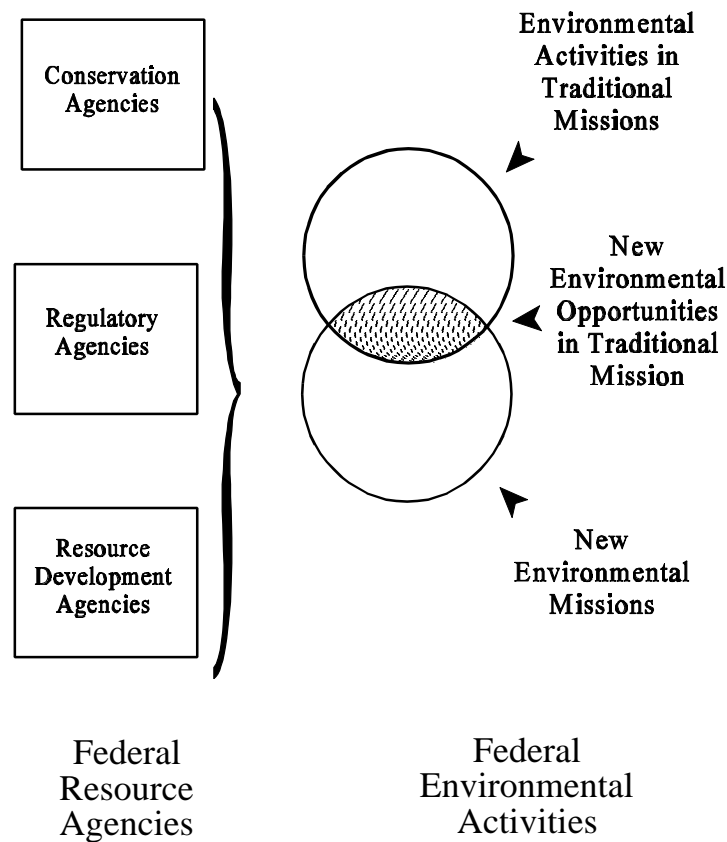 Conservation
Agencies
Regulatory
Agencies
Resource
Development
Agencies
Federal
Resource
Agencies
Environmental
Activities in
Traditional
Missions
New
Environmental
Opportunities
in Traditional
Mission
New
Environmental
Missions
Federal
Environmental
Activities